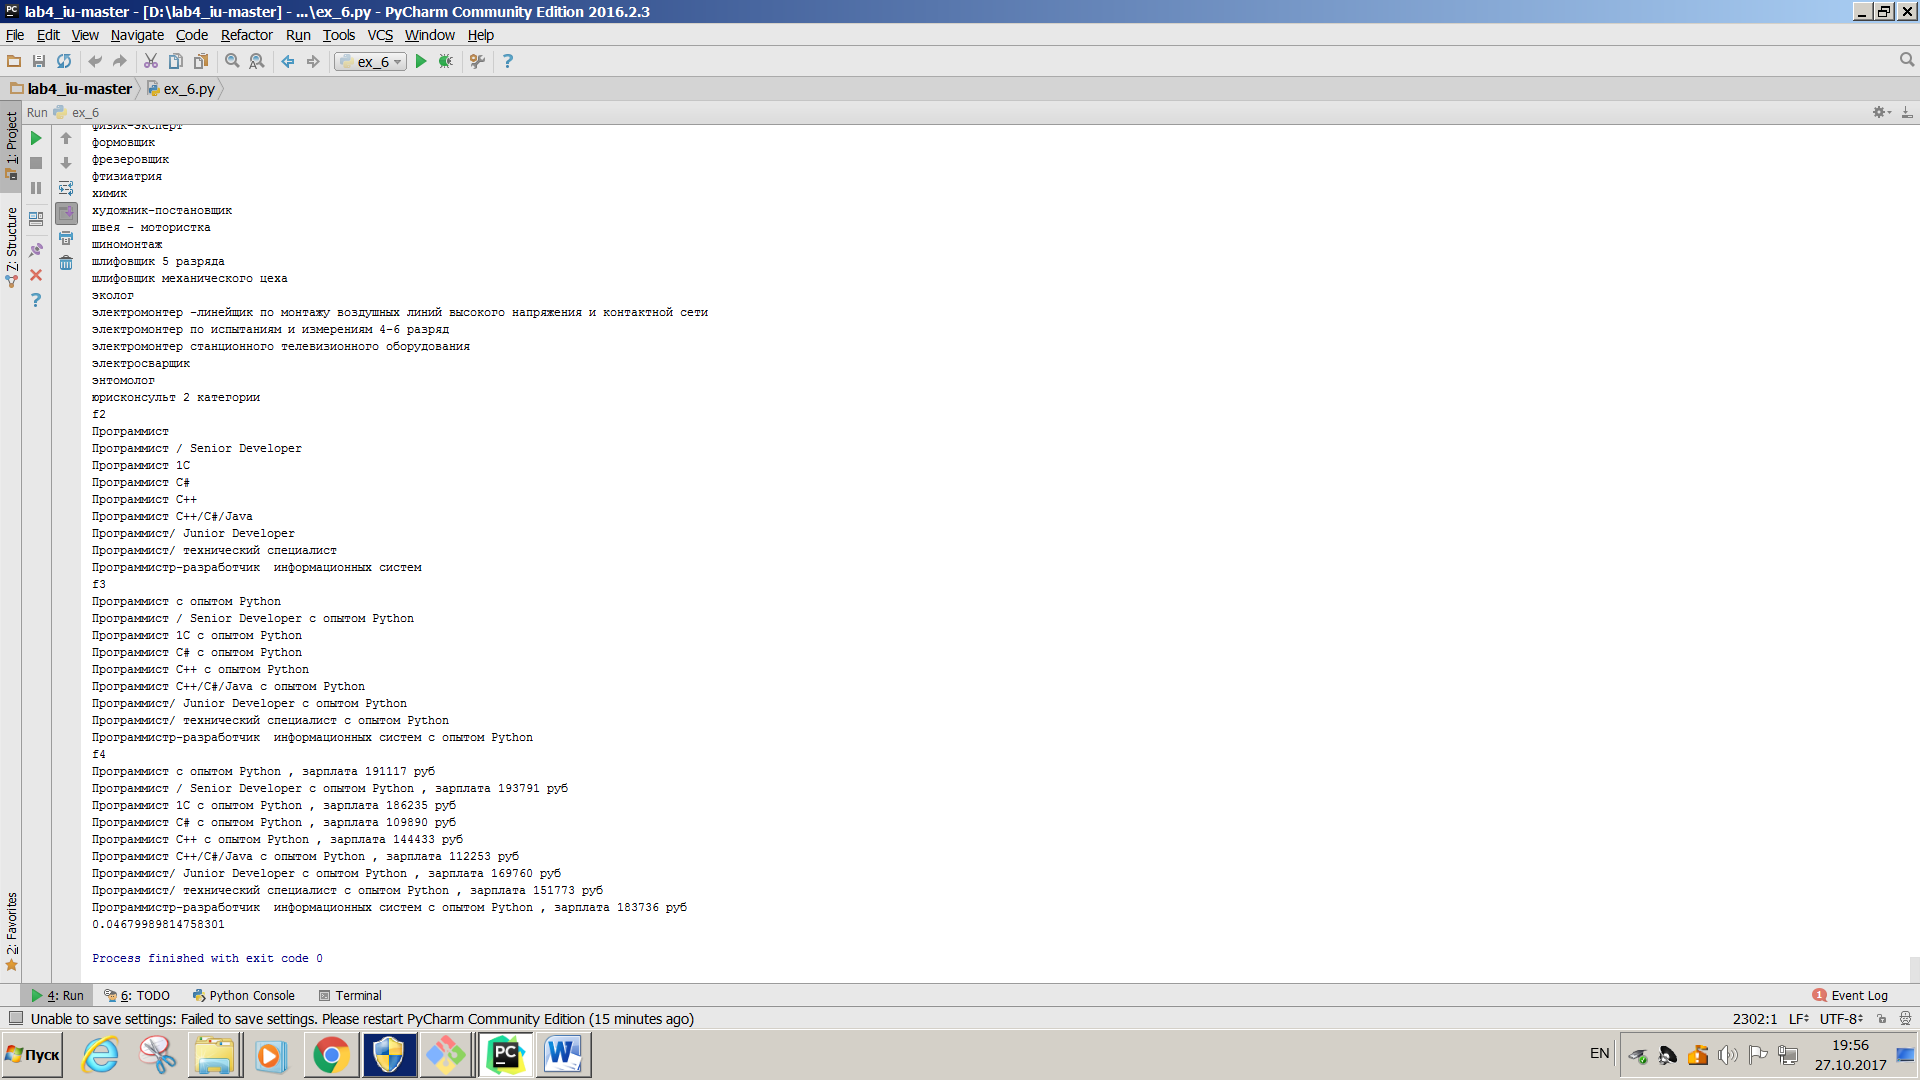 PC lab4_iu-master - [D:\lab4_iu-master] - ...\ex_6.py - PyCharm Community Edition 2016.2.3
File Edit View Navigate Code Refactor Run Tools VCS Window Help
ex_6
lab4_iu-master ex_6.py
Run ex_6
1: Project
Z: Structure
2: Favorites
физик-эксперт
формовщик
фрезеровщик
фтизиатрия
химик
художник-постановщик
швея - мотористка
шиномонтаж
шлифовщик 5 разряда
шлифовщик механического цеха
эколог
электромонтер -линейщик по монтажу воздушных линий высокого напряжения и контактной сети
электромонтер по испытаниям и измерениям 4-6 разряд
электромонтер станционного телевизионного оборудования
электросварщик
энтомолог
юрисконсульт 2 категории
f2
Программист
Программист / Senior Developer
Программист 1С
Программист C#
Программист C++
Программист C++/C#/Java
Программист/ Junior Developer
Программист/ технический специалист
Программистр-разработчик  информационных систем
f3
Программист с опытом Python
Программист / Senior Developer с опытом Python
Программист 1С с опытом Python
Программист C# с опытом Python
Программист C++ с опытом Python
Программист C++/C#/Java с опытом Python
Программист/ Junior Developer с опытом Python
Программист/ технический специалист с опытом Python
Программистр-разработчик  информационных систем с опытом Python
f4
Программист с опытом Python , зарплата 191117 руб
Программист / Senior Developer с опытом Python , зарплата 193791 руб
Программист 1С с опытом Python , зарплата 186235 руб
Программист C# с опытом Python , зарплата 109890 руб
Программист C++ с опытом Python , зарплата 144433 руб
Программист C++/C#/Java с опытом Python , зарплата 112253 руб
Программист/ Junior Developer с опытом Python , зарплата 169760 руб
Программист/ технический специалист с опытом Python , зарплата 151773 руб
Программистр-разработчик  информационных систем с опытом Python , зарплата 183736 руб
0.04679989814758301
Process finished with exit code 0
4: Run 6: TODO Python Console Terminal 1 Event Log
Unable to save settings: Failed to save settings. Please restart PyCharm Community Edition (15 minutes ago) 2302:1 LF UTF-8
Пуск PC W EN 19:56
27.10.2017